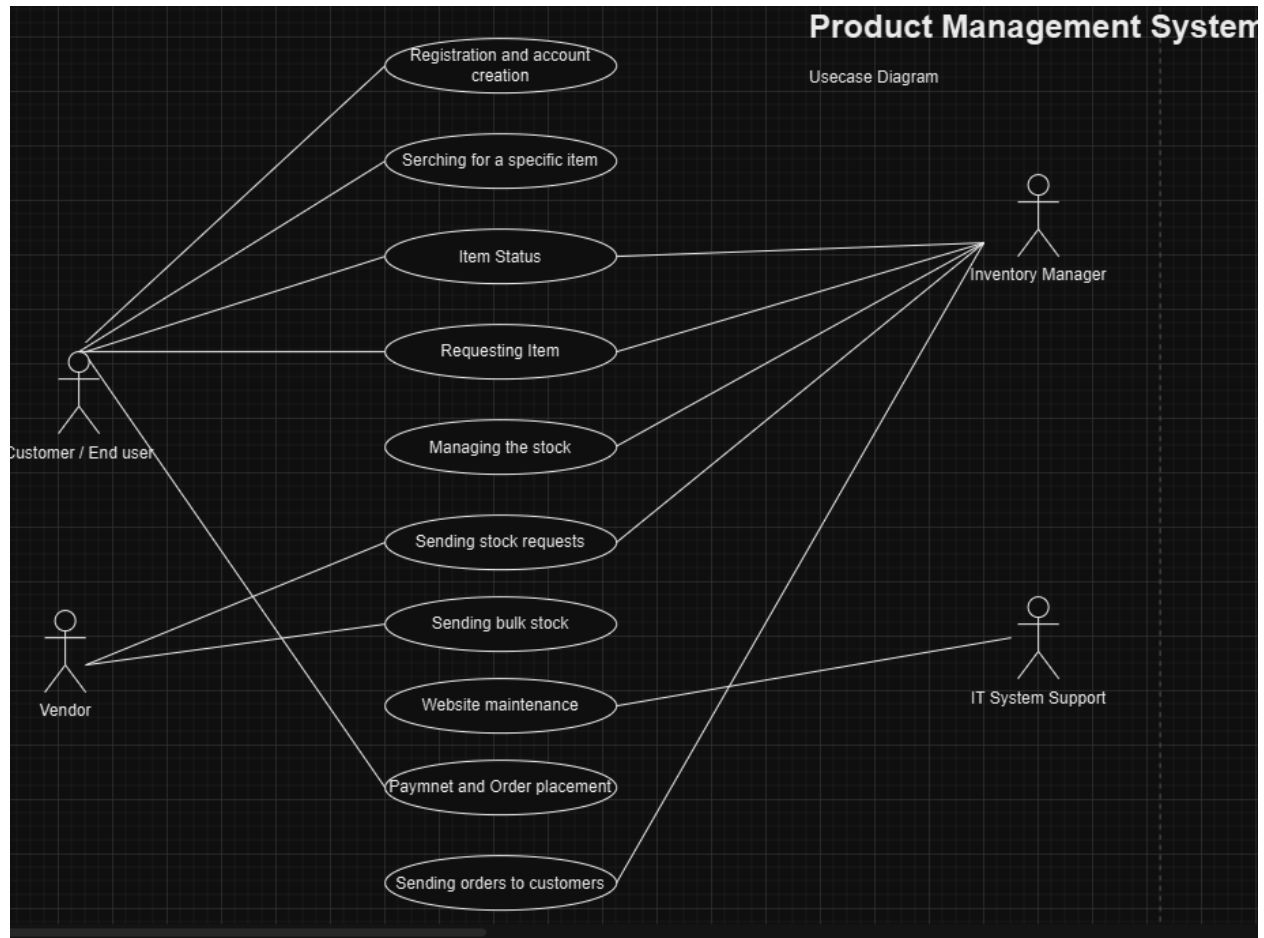 Product Management System
Usecase Diagram
Registration and account
creation
Serching for a specific item
Item Status
Inventory Manager
Requesting Item
Customer / End user
Managing the stock
Sending stock requests
Sending bulk stock
Vendor
Website maintenance
IT System Support
Paymnet and Order placement
Sending orders to customers